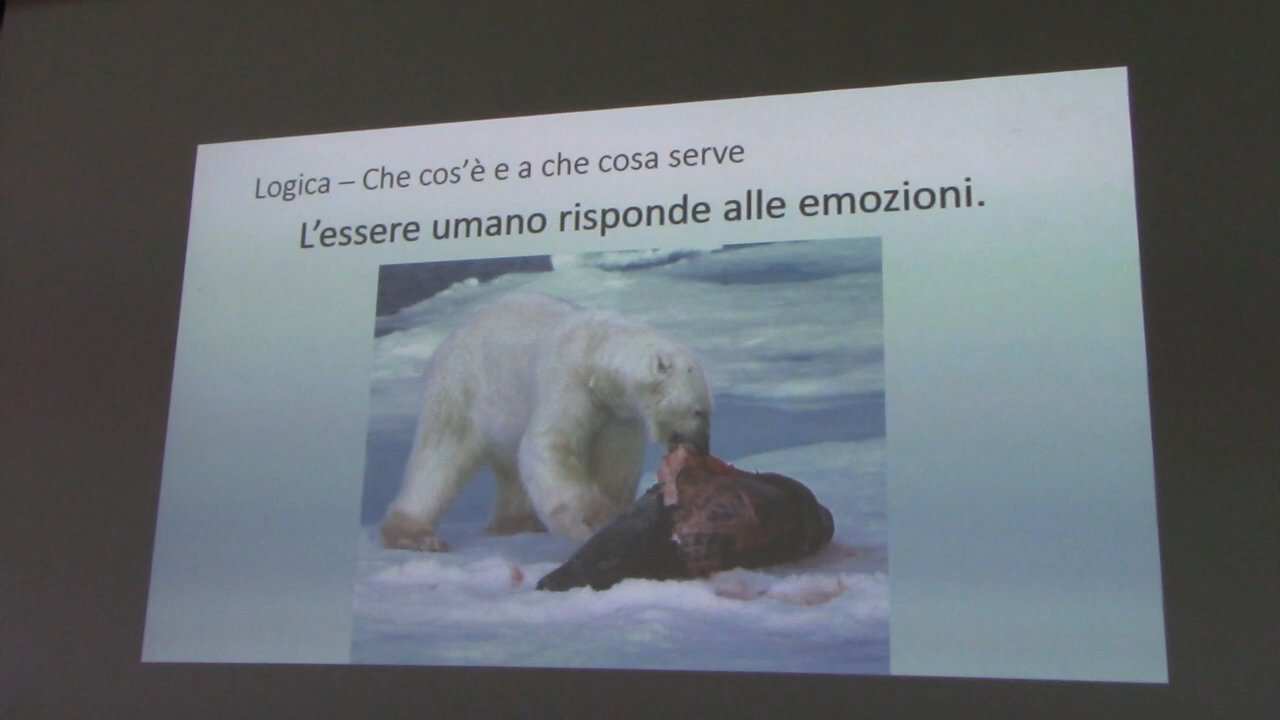 Logica – Che cos’è e a che cosa serve
L’essere umano risponde alle emozioni.